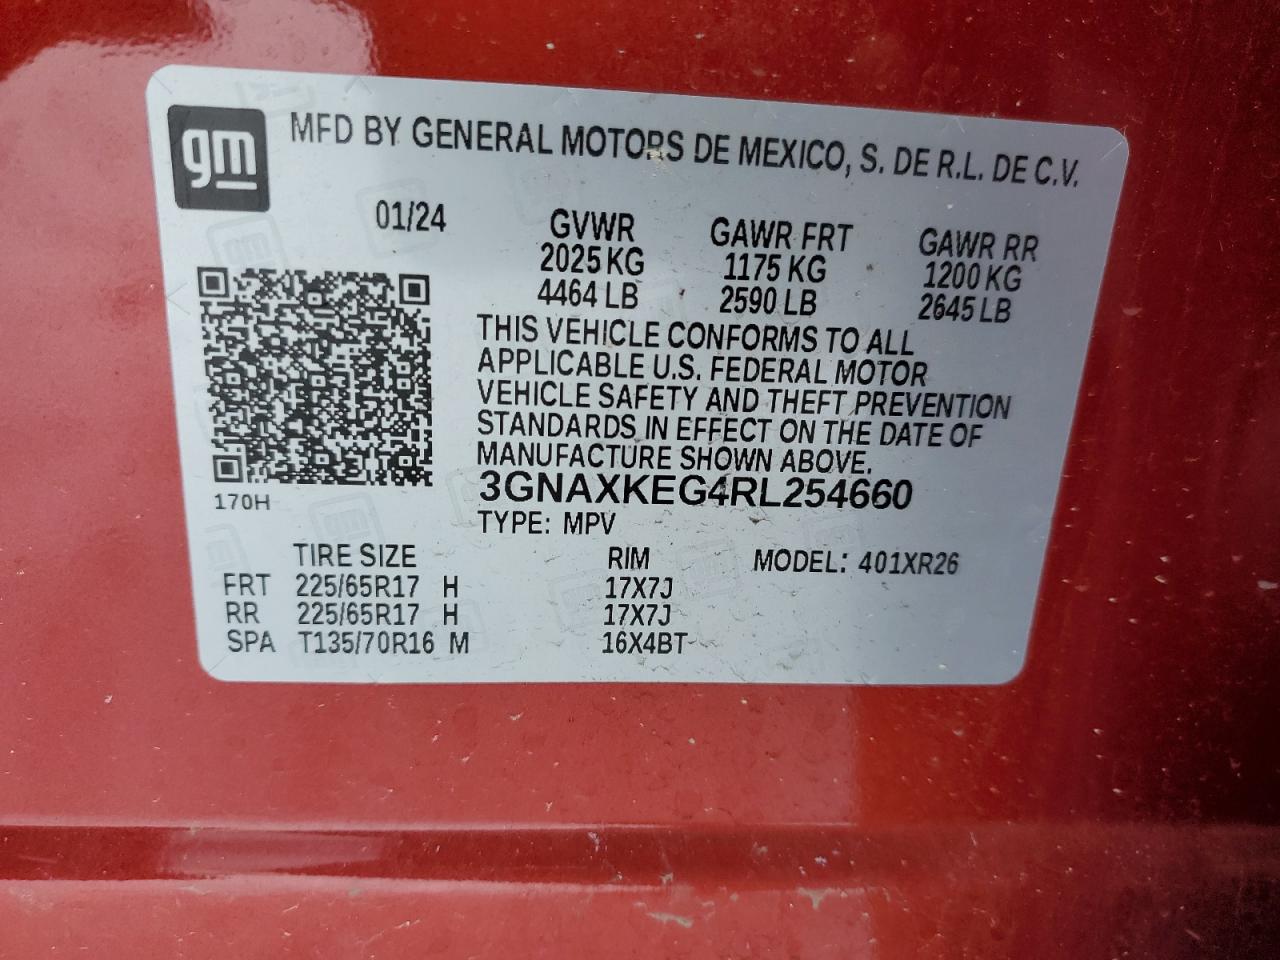 gm
MFD BY GENERAL MOTORS DE MEXICO, S. DE R.L. DE C.V.
01/24 GVWR GAWR FRT GAWR RR
2025 KG 1175 KG 1200 KG
4464 LB 2590 LB 2645 LB
THIS VEHICLE CONFORMS TO ALL
APPLICABLE U.S. FEDERAL MOTOR
VEHICLE SAFETY AND THEFT PREVENTION
STANDARDS IN EFFECT ON THE DATE OF
MANUFACTURE SHOWN ABOVE.
170H 3GNAXKEG4RL254660
TYPE: MPV
TIRE SIZE RIM MODEL: 401XR26
FRT 225/65R17 H 17X7J
RR 225/65R17 H 17X7J
SPA T135/70R16 M 16X4BT